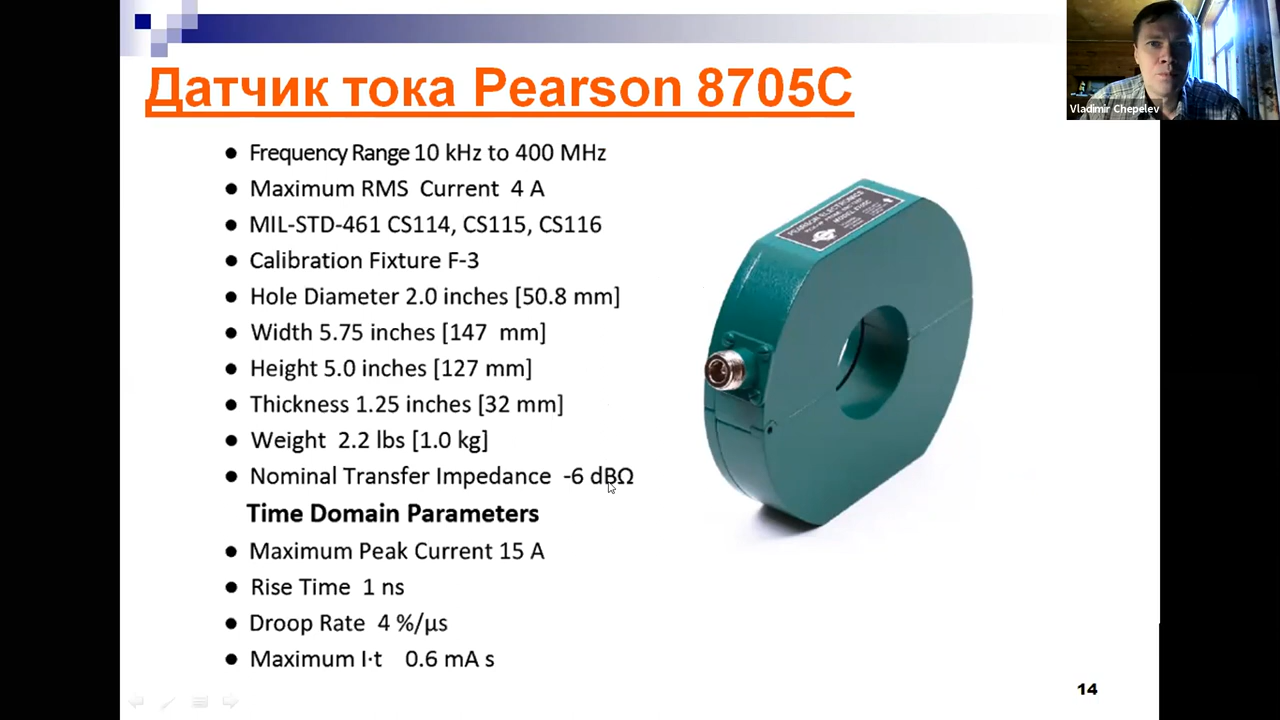 Датчик тока Pearson 8705C
Vladimir Chepelev
● Frequency Range 10 kHz to 400 MHz
● Maximum RMS Current 4 A
● MIL-STD-461 CS114, CS115, CS116
● Calibration Fixture F-3
● Hole Diameter 2.0 inches [50.8 mm]
● Width 5.75 inches [147 mm]
● Height 5.0 inches [127 mm]
● Thickness 1.25 inches [32 mm]
● Weight 2.2 lbs [1.0 kg]
● Nominal Transfer Impedance -6 dBΩ
Time Domain Parameters
● Maximum Peak Current 15 A
● Rise Time 1 ns
● Droop Rate 4 %/µs
● Maximum I·t 0.6 mA s
PEARSON ELECTRONICS
14